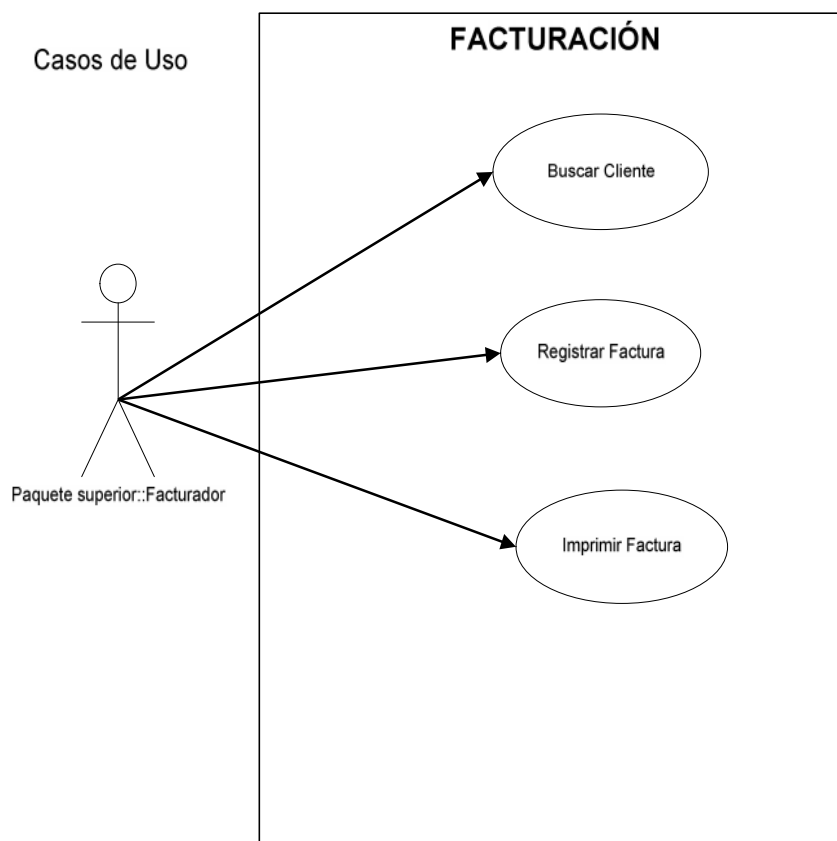 FACTURACIÓN
Casos de Uso
Buscar Cliente
Registrar Factura
Paquete superior::Facturador
Imprimir Factura